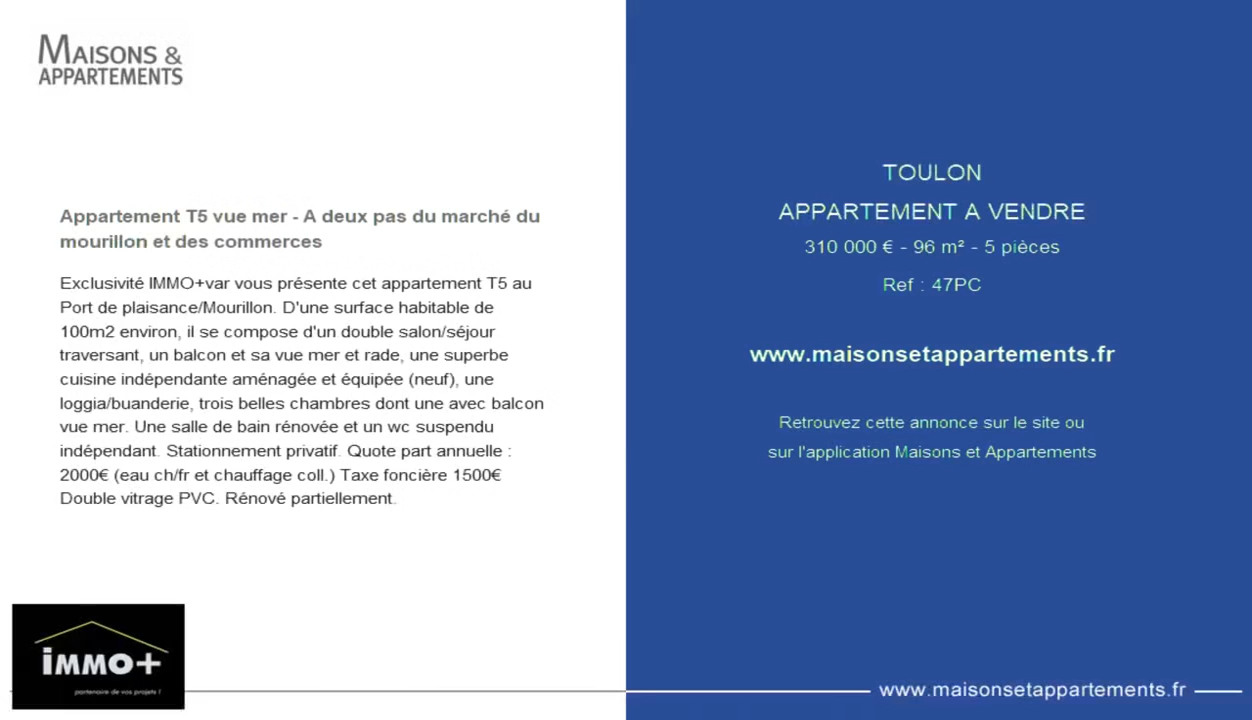 MAISONS &
APPARTEMENTS
Appartement T5 vue mer - A deux pas du marché du
mourillon et des commerces
Exclusivité IMMO+var vous présente cet appartement T5 au
Port de plaisance/Mourillon. D'une surface habitable de
100m2 environ, il se compose d'un double salon/séjour
traversant, un balcon et sa vue mer et rade, une superbe
cuisine indépendante aménagée et équipée (neuf), une
loggia/buanderie, trois belles chambres dont une avec balcon
vue mer. Une salle de bain rénovée et un wc suspendu
indépendant. Stationnement privatif. Quote part annuelle :
2000€ (eau ch/fr et chauffage coll.) Taxe foncière 1500€
Double vitrage PVC. Rénové partiellement.
immo+
partenaire de vos projets !
TOULON
APPARTEMENT A VENDRE
310 000 € - 96 m² - 5 pièces
Ref : 47PC
www.maisonsetappartements.fr
Retrouvez cette annonce sur le site ou
sur l'application Maisons et Appartements
www.maisonsetappartements.fr